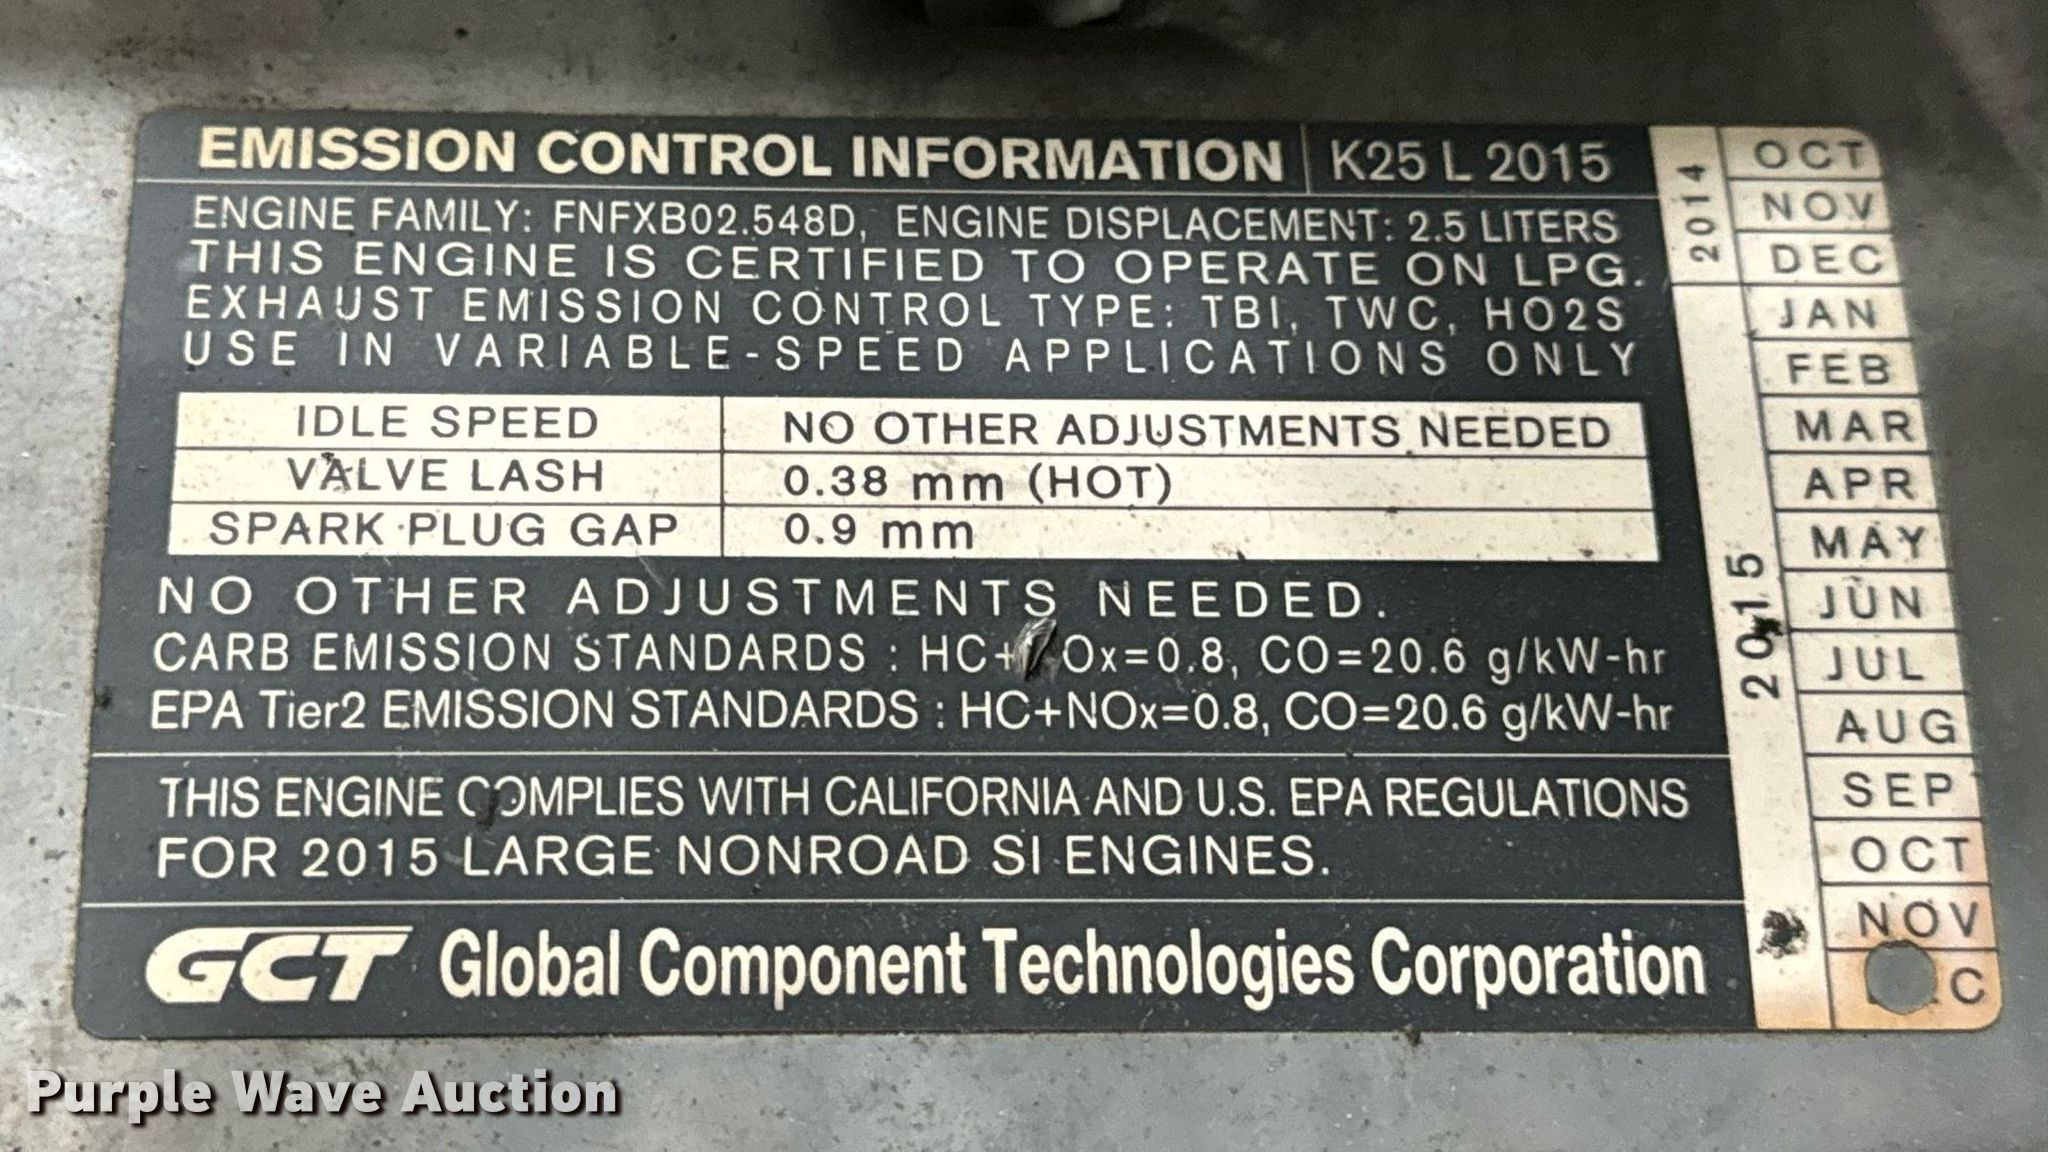 EMISSION CONTROL INFORMATION K25 L 2015
ENGINE FAMILY: FNFXB02.548D, ENGINE DISPLACEMENT: 2.5 LITERS
THIS ENGINE IS CERTIFIED TO OPERATE ON LPG.
EXHAUST EMISSION CONTROL TYPE: TBI, TWC, HO2S
USE IN VARIABLE-SPEED APPLICATIONS ONLY
IDLE SPEED NO OTHER ADJUSTMENTS NEEDED
VALVE LASH 0.38 mm (HOT)
SPARK PLUG GAP 0.9 mm
NO OTHER ADJUSTMENTS NEEDED.
CARB EMISSION STANDARDS : HC+NOx=0.8, CO=20.6 g/kW-hr
EPA Tier2 EMISSION STANDARDS : HC+NOx=0.8, CO=20.6 g/kW-hr
THIS ENGINE COMPLIES WITH CALIFORNIA AND U.S. EPA REGULATIONS
FOR 2015 LARGE NONROAD SI ENGINES.
GCT Global Component Technologies Corporation
2014
OCT
NOV
DEC
2015
JAN
FEB
MAR
APR
MAY
JUN
JUL
AUG
SEP
OCT
NOV
DEC
Purple Wave Auction